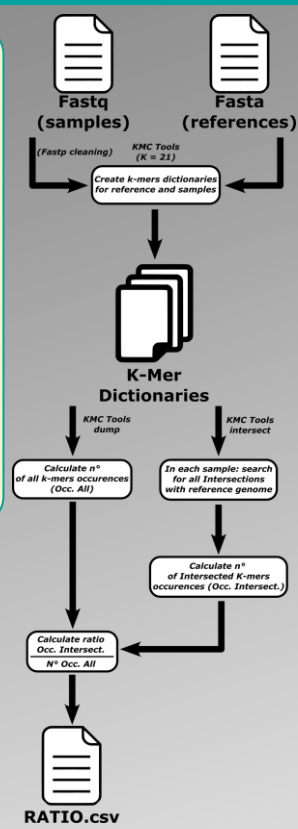 Fastq
(samples)
Fasta
(references)
(Fastp cleaning)
KMC Tools
(K = 21)
Create k-mers dictionaries
for reference and samples
K-Mer
Dictionaries
KMC Tools
dump
KMC Tools
intersect
Calculate n°
of all k-mers occurences
(Occ. All)
In each sample: search
for all Intersections
with reference genome
Calculate n°
of Intersected K-mers
occurences (Occ. Intersect.)
Calculate ratio
Occ. Intersect.
N° Occ. All
RATIO.csv